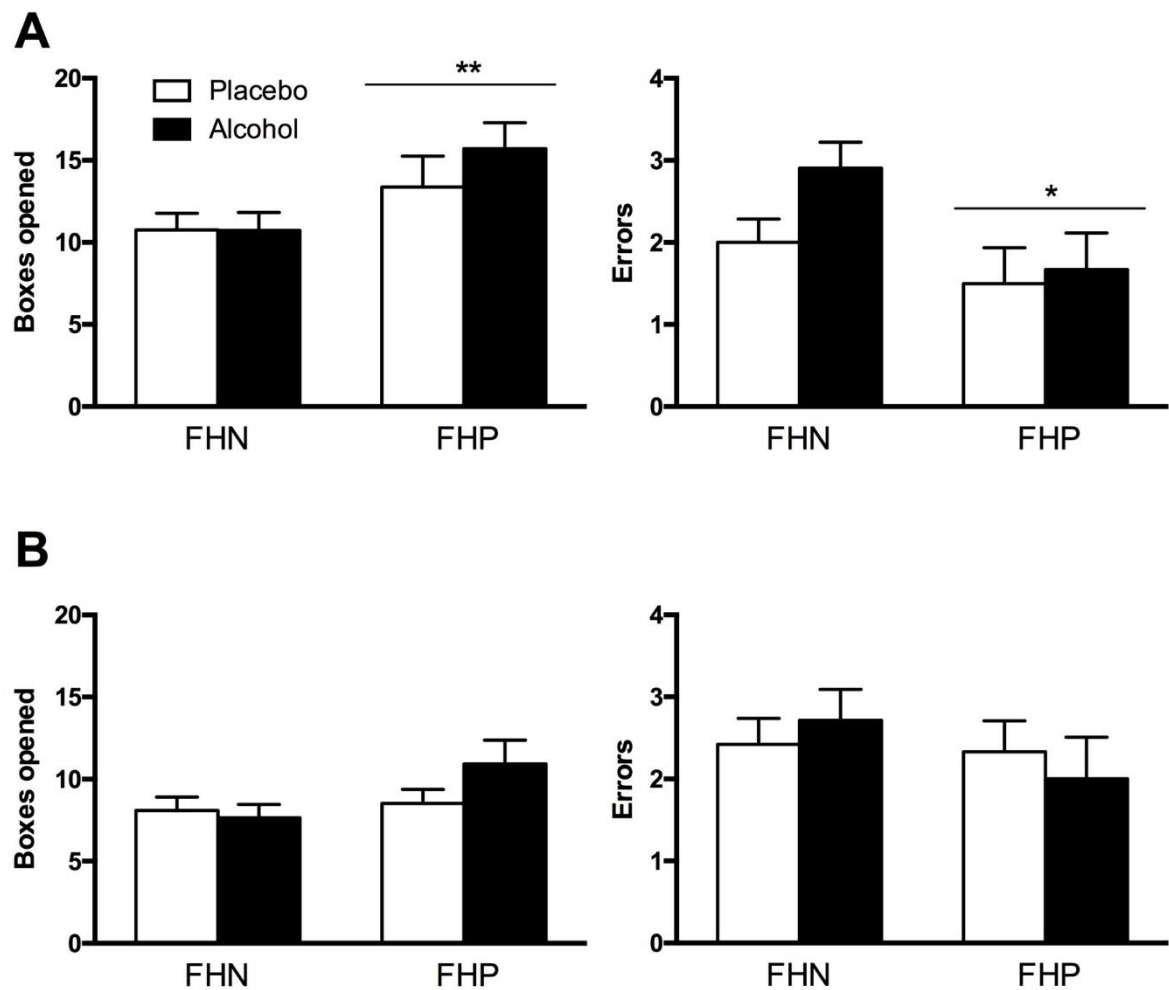 A
Boxes opened
20
15
10
5
0
Placebo
Alcohol
**
FHN
FHP
Errors
4
3
2
1
0
*
FHN
FHP
B
Boxes opened
20
15
10
5
0
FHN
FHP
Errors
4
3
2
1
0
FHN
FHP